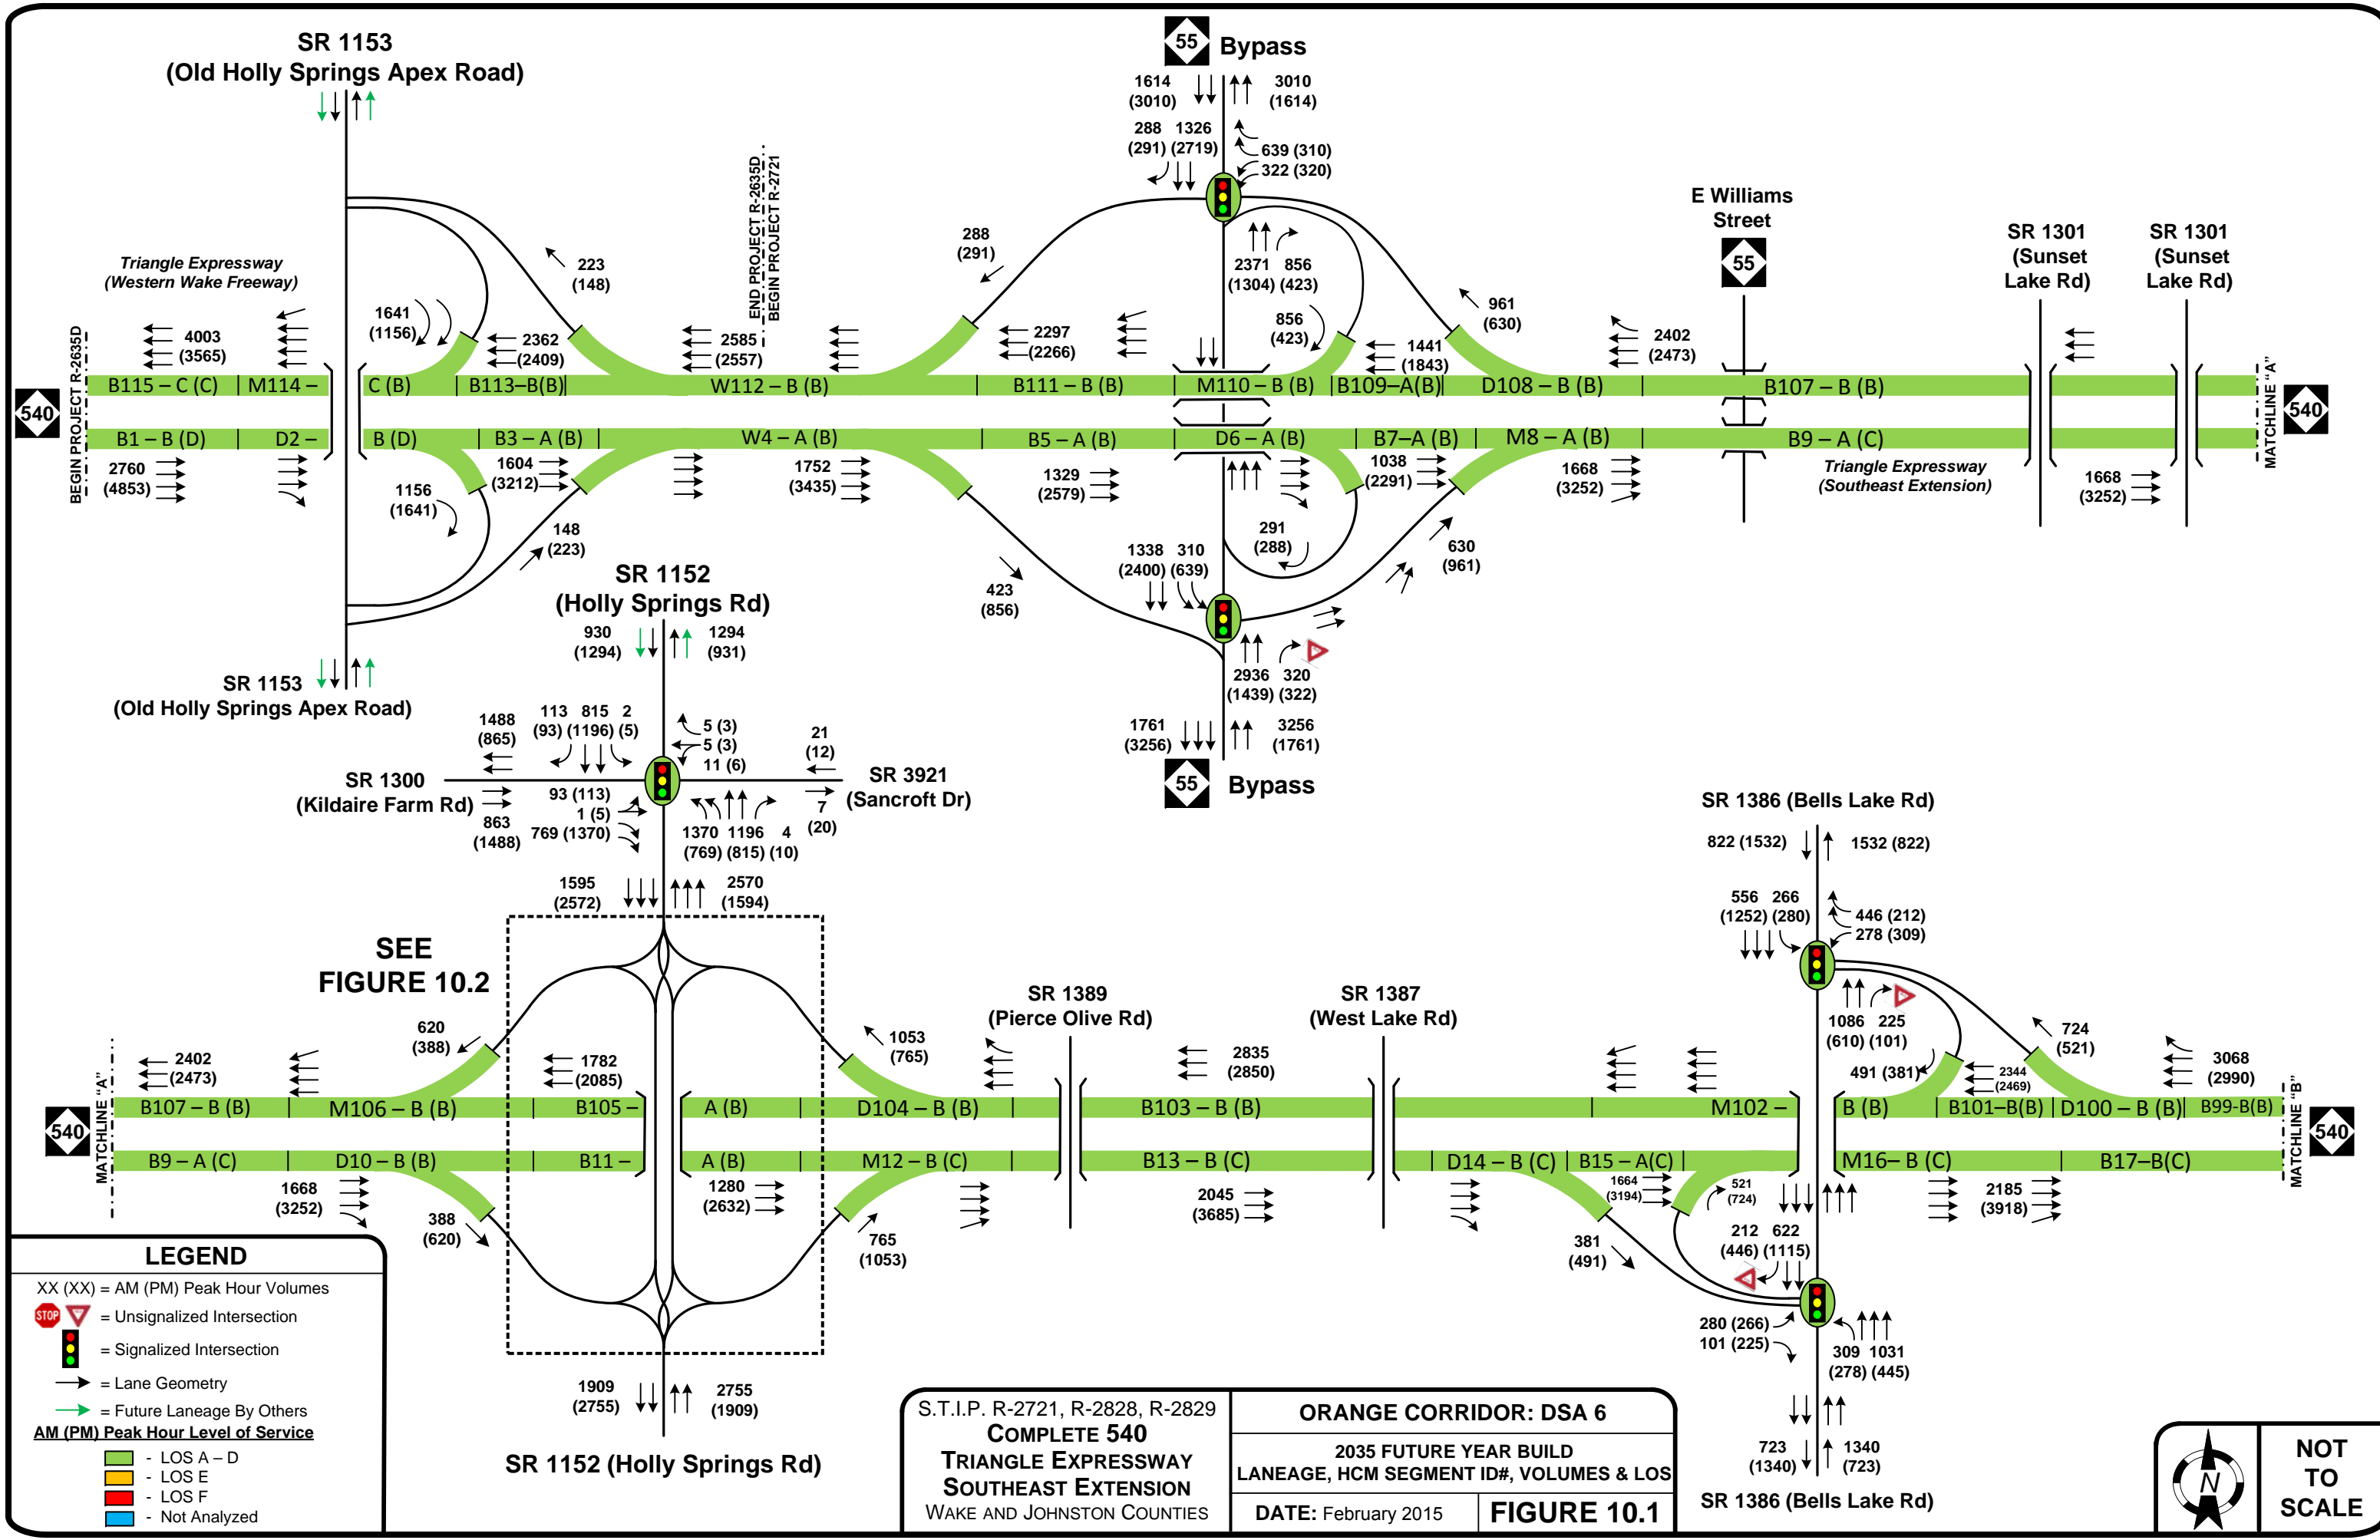 SR 1153
(Old Holly Springs Apex Road)
55 Bypass
1614
(3010)
3010
(1614)
288 1326
(291) (2719)
639 (310)
322 (320)
END PROJECT R-2635D
BEGIN PROJECT R-2721
E Williams
Street
55
SR 1301
(Sunset
Lake Rd)
SR 1301
(Sunset
Lake Rd)
Triangle Expressway
(Western Wake Freeway)
223
(148)
288
(291)
2371 856
(1304) (423)
BEGIN PROJECT R-2635D
4003
(3565)
1641
(1156)
2362
(2409)
2585
(2557)
2297
(2266)
856
(423)
1441
(1843)
961
(630)
2402
(2473)
540
B115 – C (C)
M114 –
C (B)
B113–B(B)
W112 – B (B)
B111 – B (B)
M110 – B (B)
B109–A(B)
D108 – B (B)
B107 – B (B)
MATCHLINE “A”
540
B1 – B (D)
D2 –
B (D)
B3 – A (B)
W4 – A (B)
B5 – A (B)
D6 – A (B)
B7–A (B)
M8 – A (B)
B9 – A (C)
2760
(4853)
1156
(1641)
1604
(3212)
148
(223)
1752
(3435)
1329
(2579)
1038
(2291)
1668
(3252)
Triangle Expressway
(Southeast Extension)
1668
(3252)
423
(856)
1338 310
(2400) (639)
291
(288)
630
(961)
2936 320
(1439) (322)
1761
(3256)
3256
(1761)
55 Bypass
SR 1153
(Old Holly Springs Apex Road)
SR 1152
(Holly Springs Rd)
930
(1294)
1294
(931)
1488
(865)
113 815 2
(93) (1196) (5)
5 (3)
5 (3)
11 (6)
21
(12)
SR 1300
(Kildaire Farm Rd)
SR 3921
(Sancroft Dr)
863
(1488)
93 (113)
1 (5)
769 (1370)
1370 1196 4
(769) (815) (10)
7
(20)
1595
(2572)
2570
(1594)
SEE
FIGURE 10.2
SR 1386 (Bells Lake Rd)
822 (1532)
1532 (822)
556 266
(1252) (280)
446 (212)
278 (309)
1086 225
(610) (101)
SR 1389
(Pierce Olive Rd)
SR 1387
(West Lake Rd)
MATCHLINE “A”
2402
(2473)
620
(388)
1782
(2085)
1053
(765)
2835
(2850)
491 (381)
2344
(2469)
724
(521)
3068
(2990)
540
B107 – B (B)
M106 – B (B)
B105 –
A (B)
D104 – B (B)
B103 – B (B)
M102 –
B (B)
B101–B(B)
D100 – B (B)
B99-B(B)
MATCHLINE “B”
540
B9 – A (C)
D10 – B (B)
B11 –
A (B)
M12 – B (C)
B13 – B (C)
D14 – B (C)
B15 – A(C)
M16– B (C)
B17–B(C)
1668
(3252)
388
(620)
1280
(2632)
765
(1053)
2045
(3685)
381
(491)
1664
(3194)
521
(724)
2185
(3918)
212 622
(446) (1115)
280 (266)
101 (225)
309 1031
(278) (445)
723
(1340)
1340
(723)
SR 1386 (Bells Lake Rd)
1909
(2755)
2755
(1909)
SR 1152 (Holly Springs Rd)
LEGEND
XX (XX) = AM (PM) Peak Hour Volumes
STOP = Unsignalized Intersection
= Signalized Intersection
= Lane Geometry
= Future Laneage By Others
AM (PM) Peak Hour Level of Service
- LOS A – D
- LOS E
- LOS F
- Not Analyzed
S.T.I.P. R-2721, R-2828, R-2829
COMPLETE 540
TRIANGLE EXPRESSWAY
SOUTHEAST EXTENSION
WAKE AND JOHNSTON COUNTIES
ORANGE CORRIDOR: DSA 6
2035 FUTURE YEAR BUILD
LANEAGE, HCM SEGMENT ID#, VOLUMES & LOS
DATE: February 2015
FIGURE 10.1
N
NOT
TO
SCALE